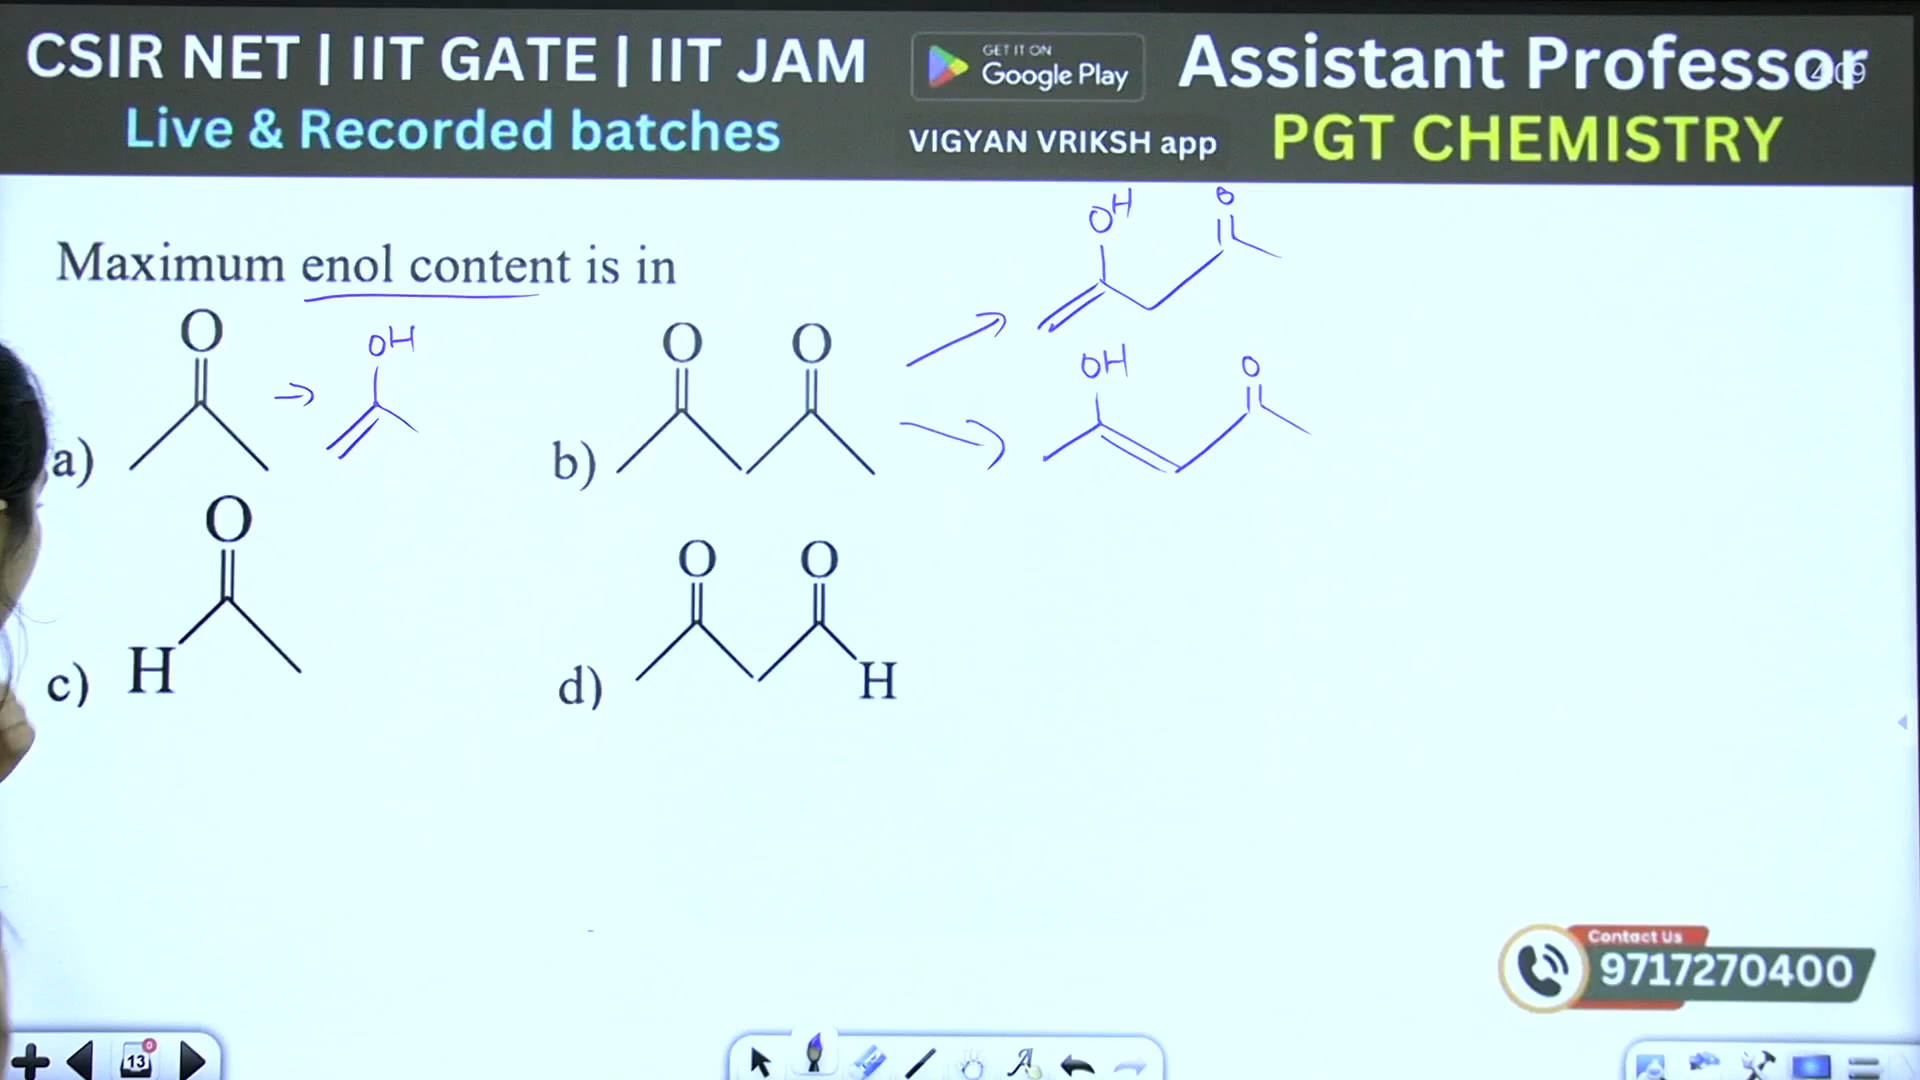 CSIR NET | IIT GATE | IIT JAM
Live & Recorded batches
GET IT ON
Google Play
VIGYAN VRIKSH app
Assistant Professor
PGT CHEMISTRY
Maximum enol content is in
a)
O
OH
b)
O O
OH O
OH O
c)
O
H
d)
O O
H
Contact Us
9717270400
13
0